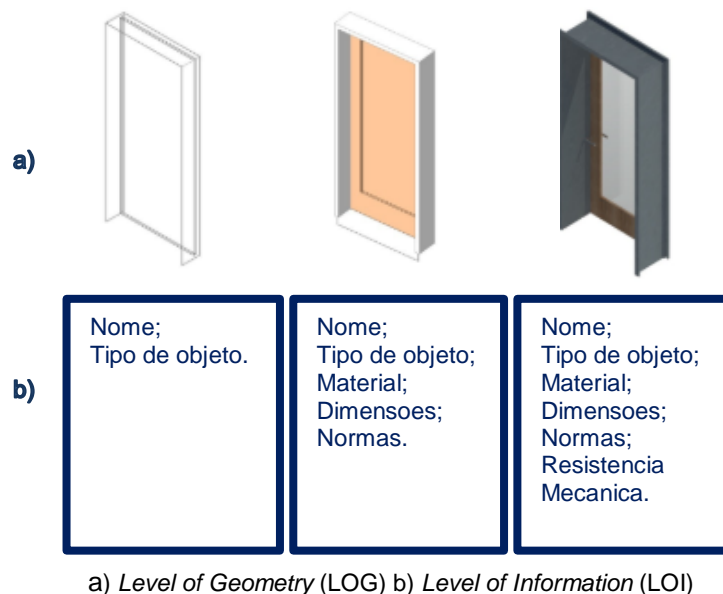 a)
b)
Nome;
Tipo de objeto.
Nome;
Tipo de objeto;
Material;
Dimensoes;
Normas.
Nome;
Tipo de objeto;
Material;
Dimensoes;
Normas;
Resistencia
Mecanica.
a) Level of Geometry (LOG) b) Level of Information (LOI)